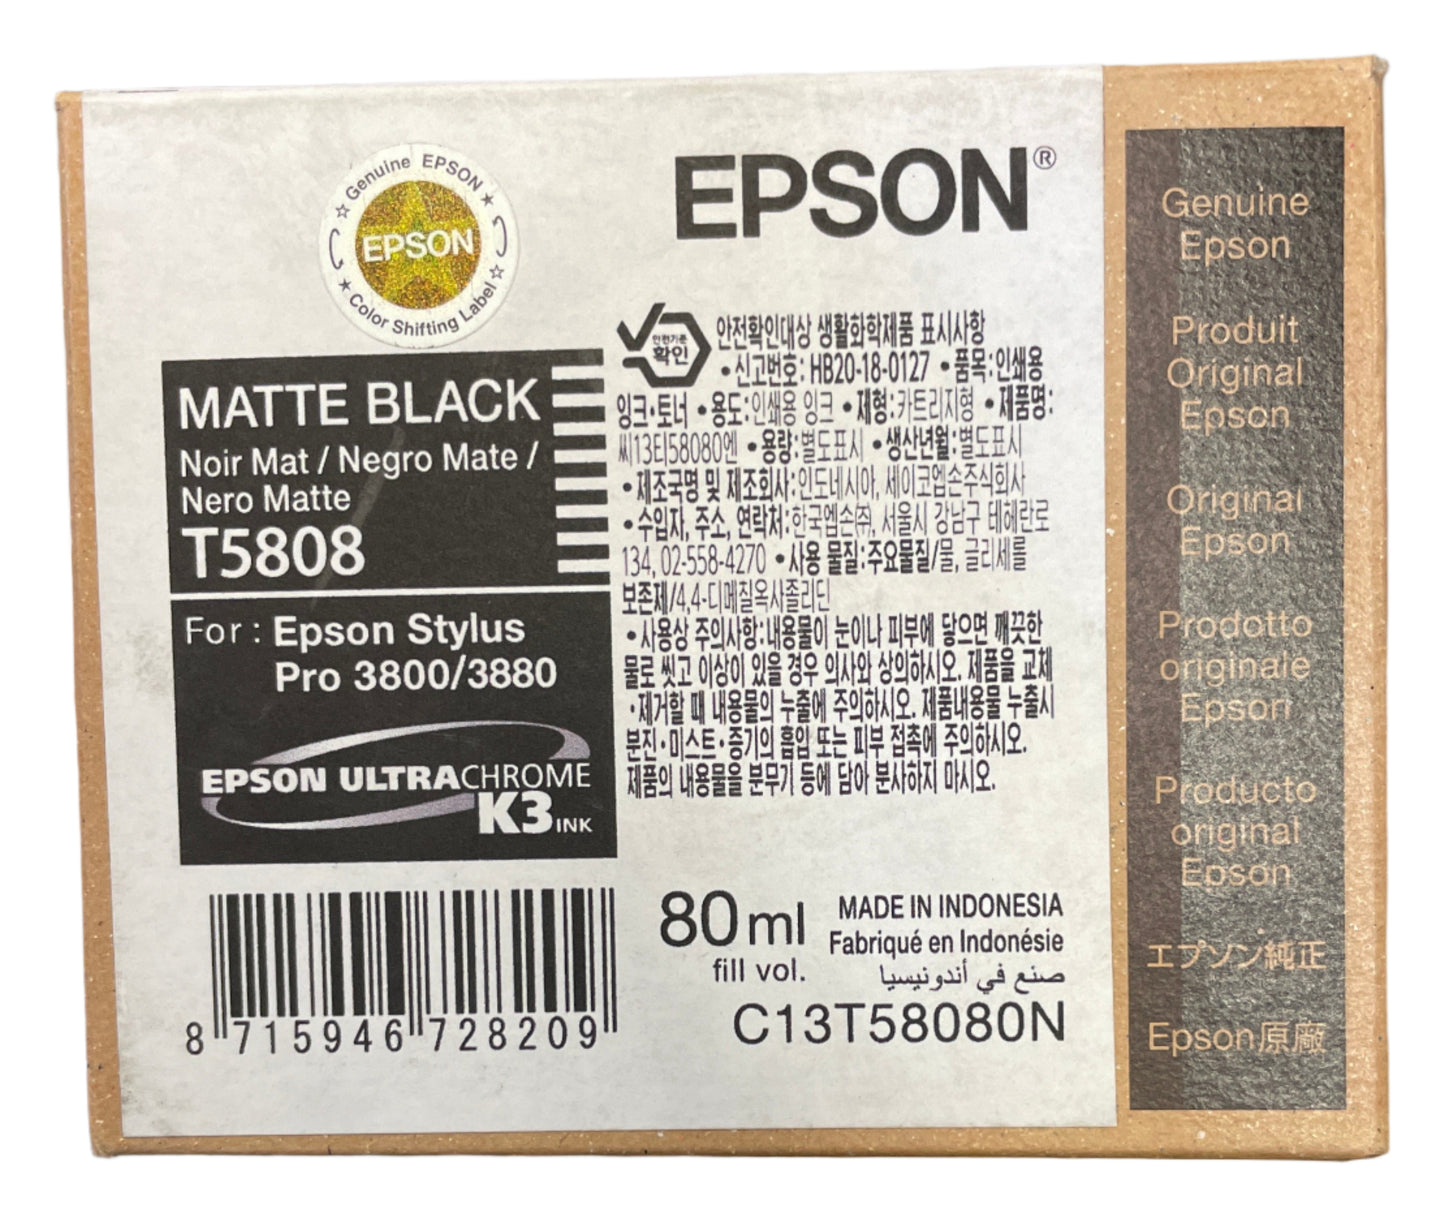 Genuine EPSON
EPSON
Color Shifting Label
EPSON®
MATTE BLACK
Noir Mat / Negro Mate /
Nero Matte
T5808
For : Epson Stylus
Pro 3800/3880
EPSON ULTRACHROME
K3 INK
안전기준
확인
안전확인대상 생활화학제품 표시사항
•신고번호: HB20-18-0127 •품목:인쇄용
잉크•토너 •용도:인쇄용 잉크 •제형:카트리지형 •제품명:
씨13티58080엔 •용량:별도표시 •생산년월:별도표시
•제조국명 및 제조회사:인도네시아, 세이코엡손주식회사
•수입자, 주소, 연락처:한국엡손㈜, 서울시 강남구 테헤란로
134, 02-558-4270 •사용 물질:주요물질/물, 글리세롤
보존제/4,4-디메칠옥사졸리딘
•사용상 주의사항:내용물이 눈이나 피부에 닿으면 깨끗한
물로 씻고 이상이 있을 경우 의사와 상의하시오. 제품을 교체
·제거할 때 내용물의 누출에 주의하시오. 제품내용물 누출시
분진·미스트·증기의 흡입 또는 피부 접촉에 주의하시오.
제품의 내용물을 분무기 등에 담아 분사하지 마시오.
8 715946 728209
80 ml
fill vol.
MADE IN INDONESIA
Fabriqué en Indonésie
صنع في أندونيسيا
C13T58080N
Genuine
Epson
Produit
Original
Epson
Original
Epson
Prodotto
originale
Epson
Producto
original
Epson
エプソン純正
Epson原廠